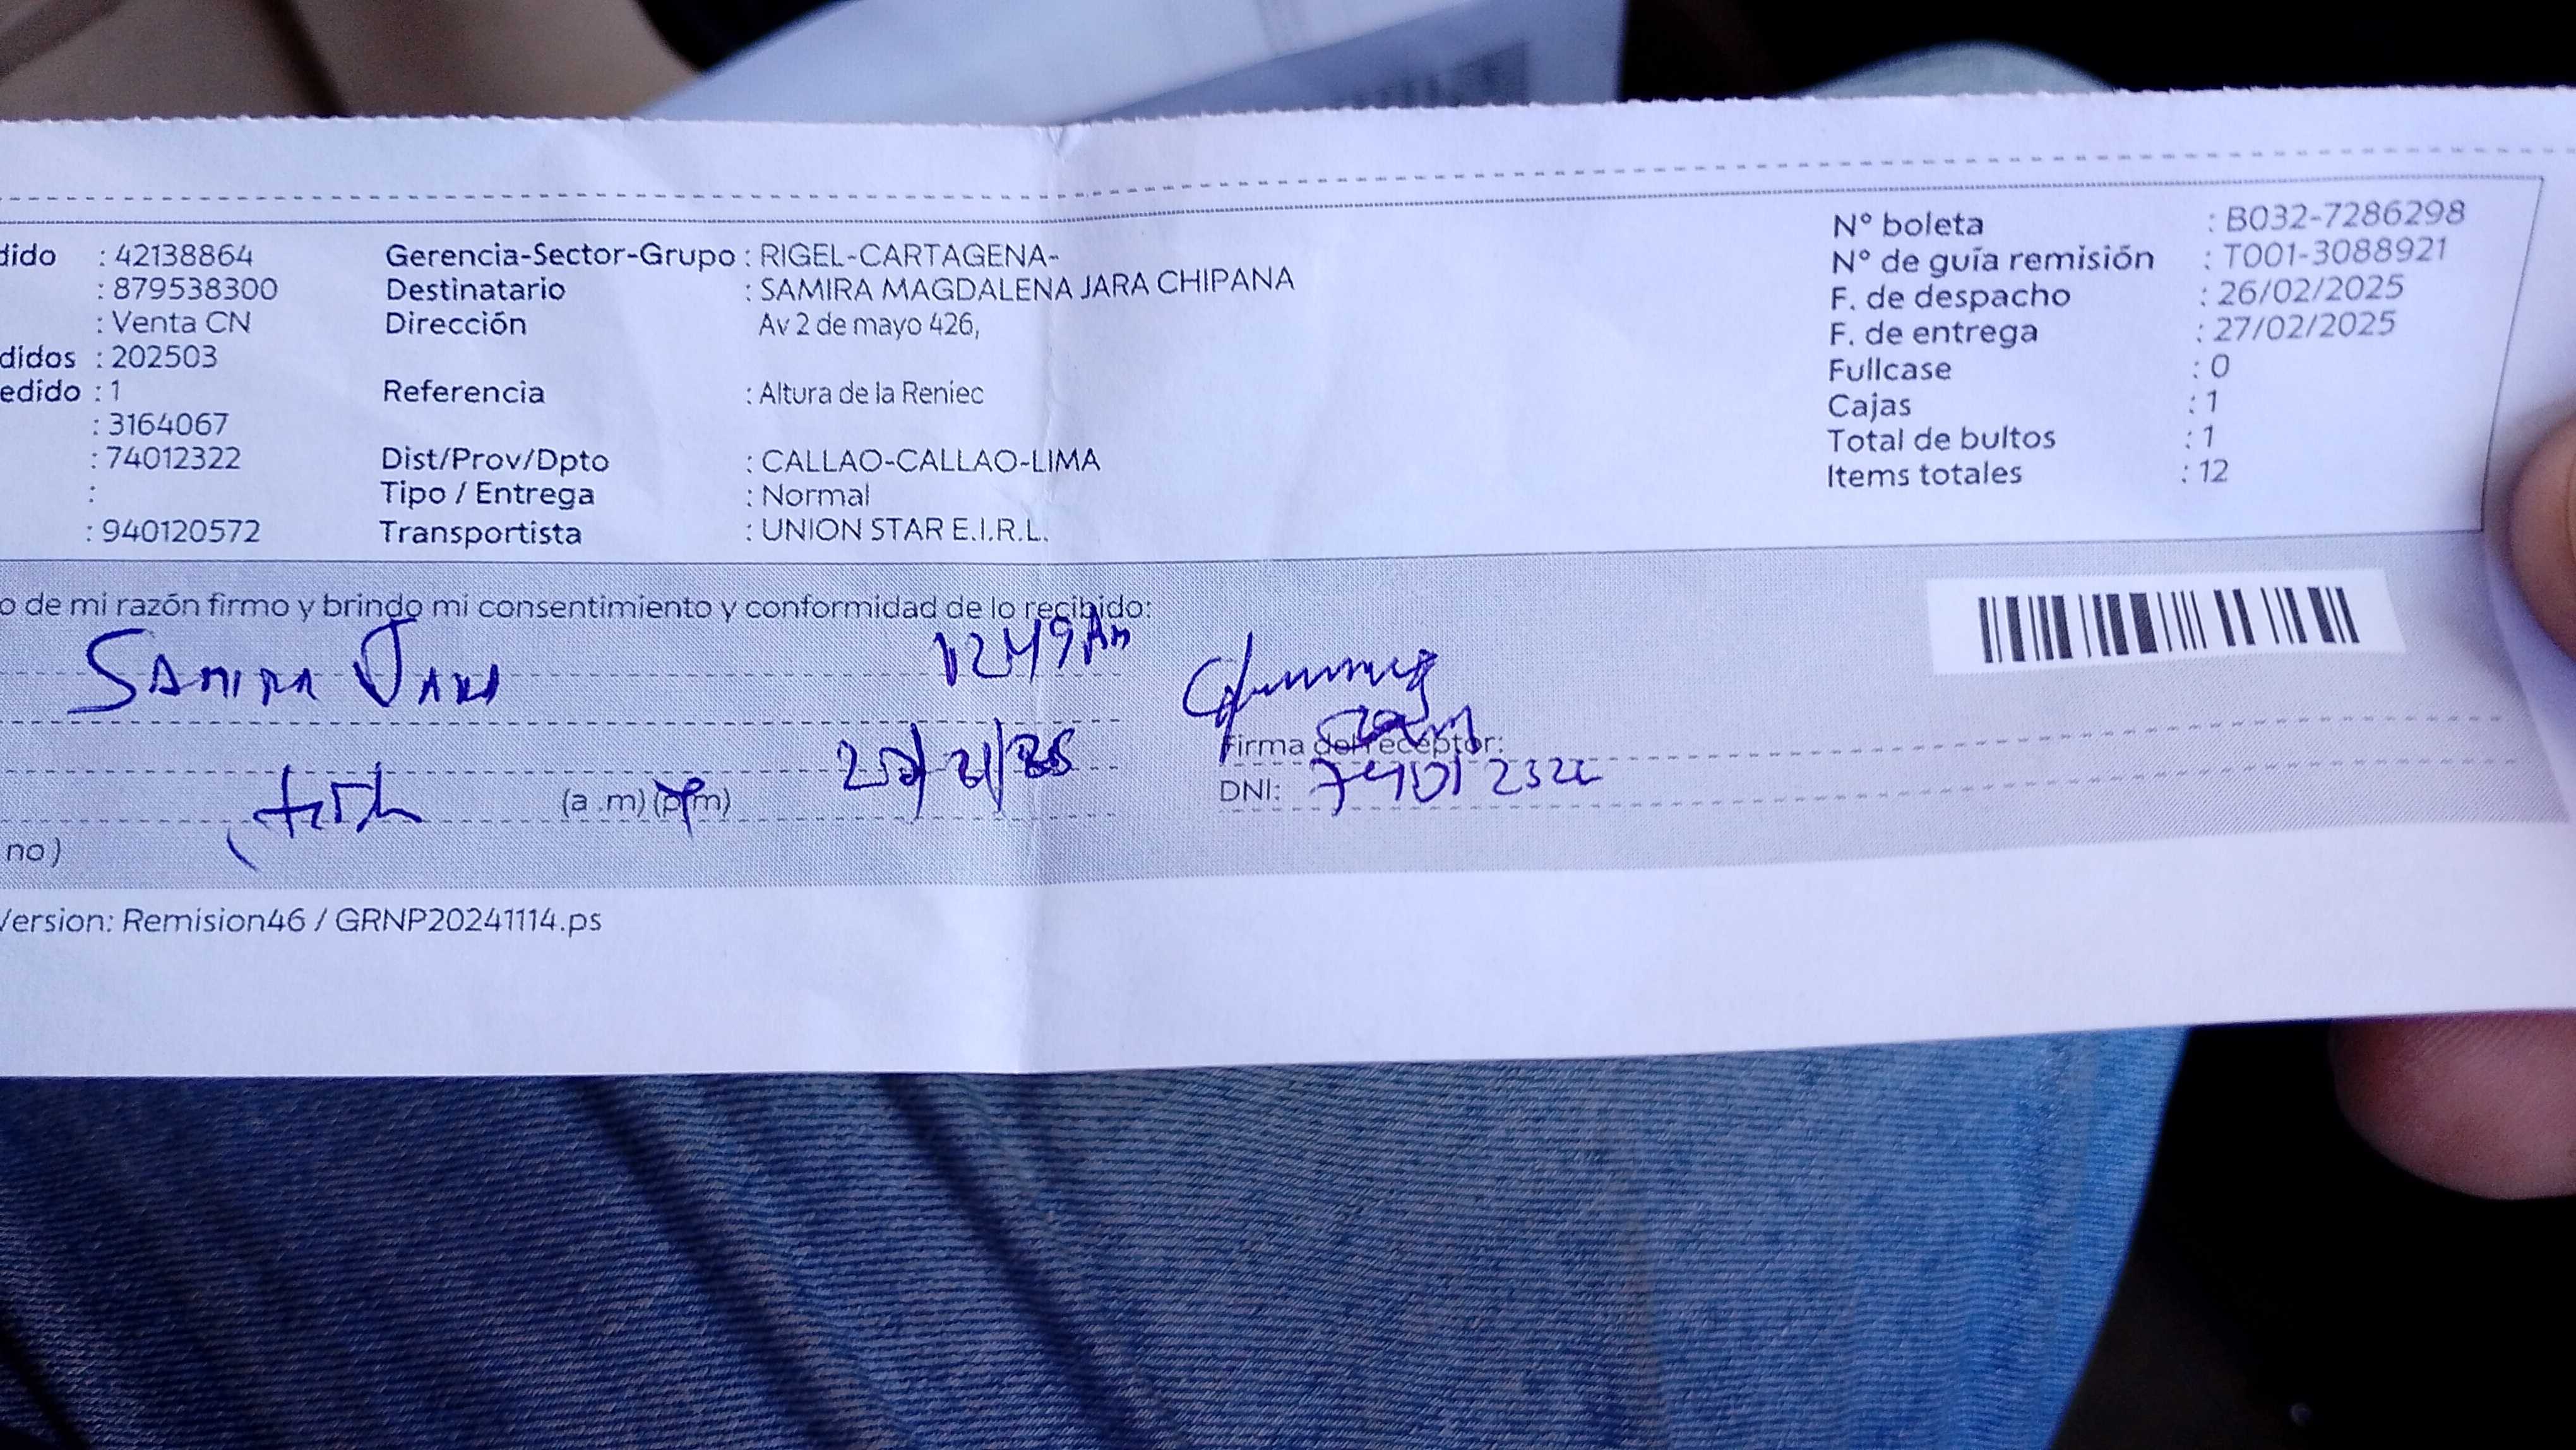 dido : 42138864 Gerencia-Sector-Grupo : RIGEL-CARTAGENA- N° boleta : B032-7286298
: 879538300 Destinatario : SAMIRA MAGDALENA JARA CHIPANA N° de guía remisión : T001-3088921
: Venta CN Dirección Av 2 de mayo 426, F. de despacho : 26/02/2025
didos : 202503 F. de entrega : 27/02/2025
edido : 1 Referencia : Altura de la Reniec Fullcase : 0
: 3164067 Cajas : 1
: 74012322 Dist/Prov/Dpto : CALLAO-CALLAO-LIMA Total de bultos : 1
: Tipo / Entrega : Normal Items totales : 12
: 940120572 Transportista : UNION STAR E.I.R.L.
o de mi razón firmo y brindo mi consentimiento y conformidad de lo recibido:
SAMIRA JARA 1249 Am
(a .m) (p.m) Firma del receptor:
DNI: 74012322
no )
Version: Remision46 / GRNP20241114.ps